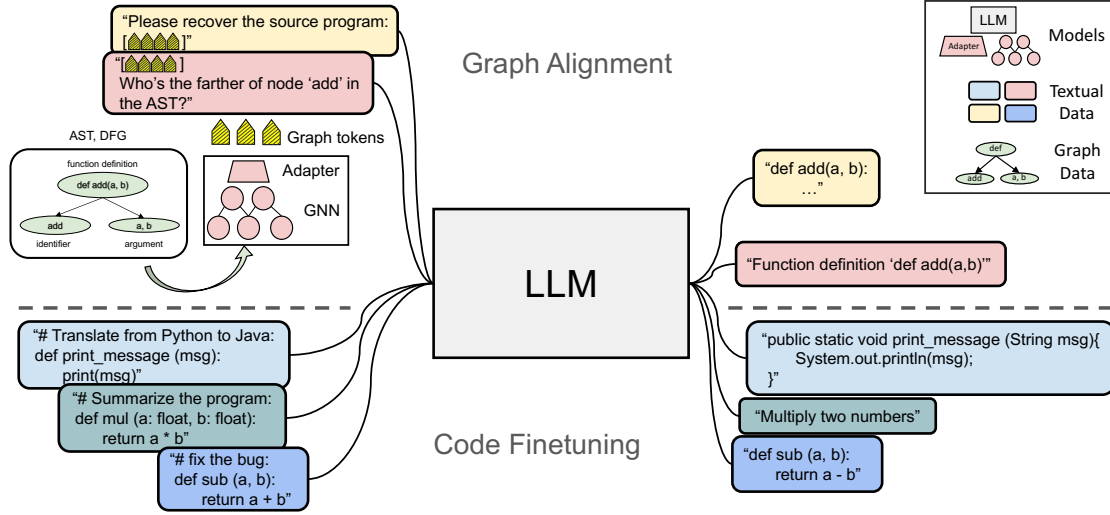 “Please recover the source program:
[ ]”
“[ ]
Who's the farther of node ‘add’ in
the AST?”
Graph Alignment
AST, DFG
function definition
def add(a, b)
add
a, b
identifier
argument
Graph tokens
Adapter
GNN
LLM
“def add(a, b):
…”
“Function definition ‘def add(a,b)’”
LLM
Adapter
Models
Textual
Data
Graph
Data
def
add
a, b
“# Translate from Python to Java:
def print_message (msg):
print(msg)”
“# Summarize the program:
def mul (a: float, b: float):
return a * b”
“# fix the bug:
def sub (a, b):
return a + b”
Code Finetuning
“public static void print_message (String msg){
System.out.println(msg);
}”
“Multiply two numbers”
“def sub (a, b):
return a - b”